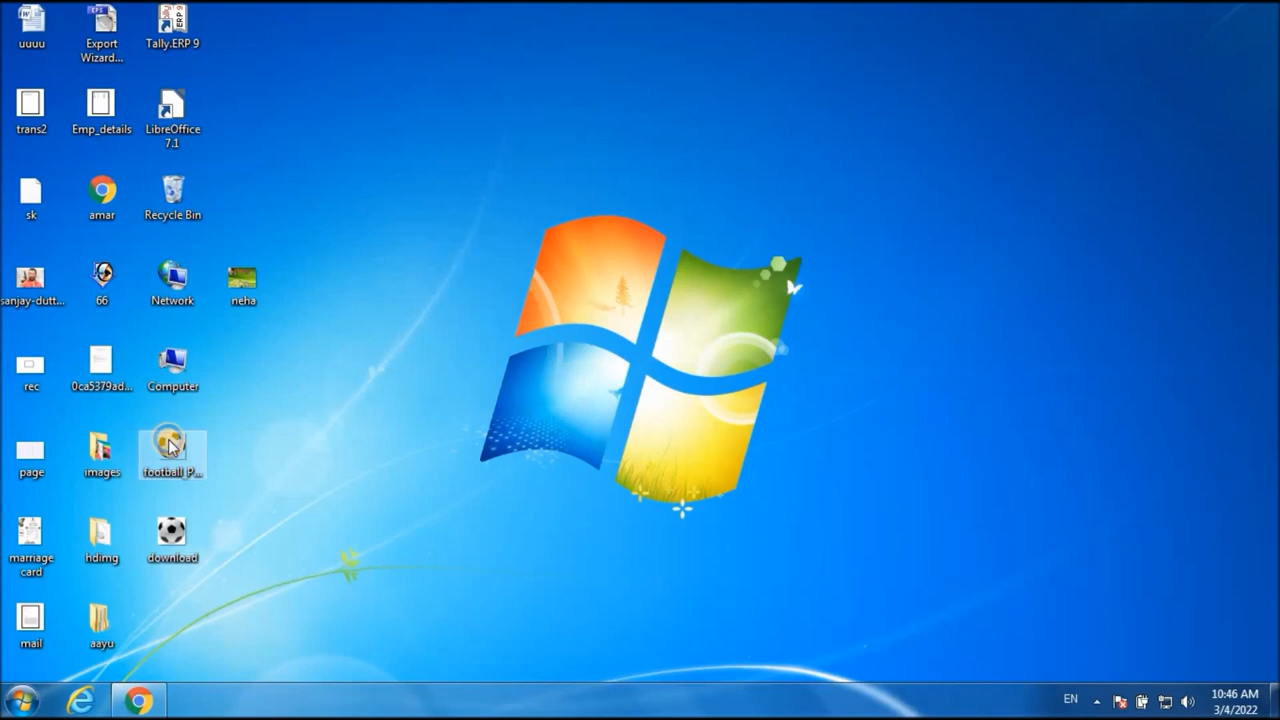 uuuu
Export
Wizard...
Tally.ERP 9
trans2
Emp_details
LibreOffice
7.1
sk
amar
Recycle Bin
sanjay-dutt...
66
Network
neha
rec
0ca5379ad...
Computer
page
images
football_P...
marriage
card
hdimg
download
mail
aayu
EN
10:46 AM
3/4/2022